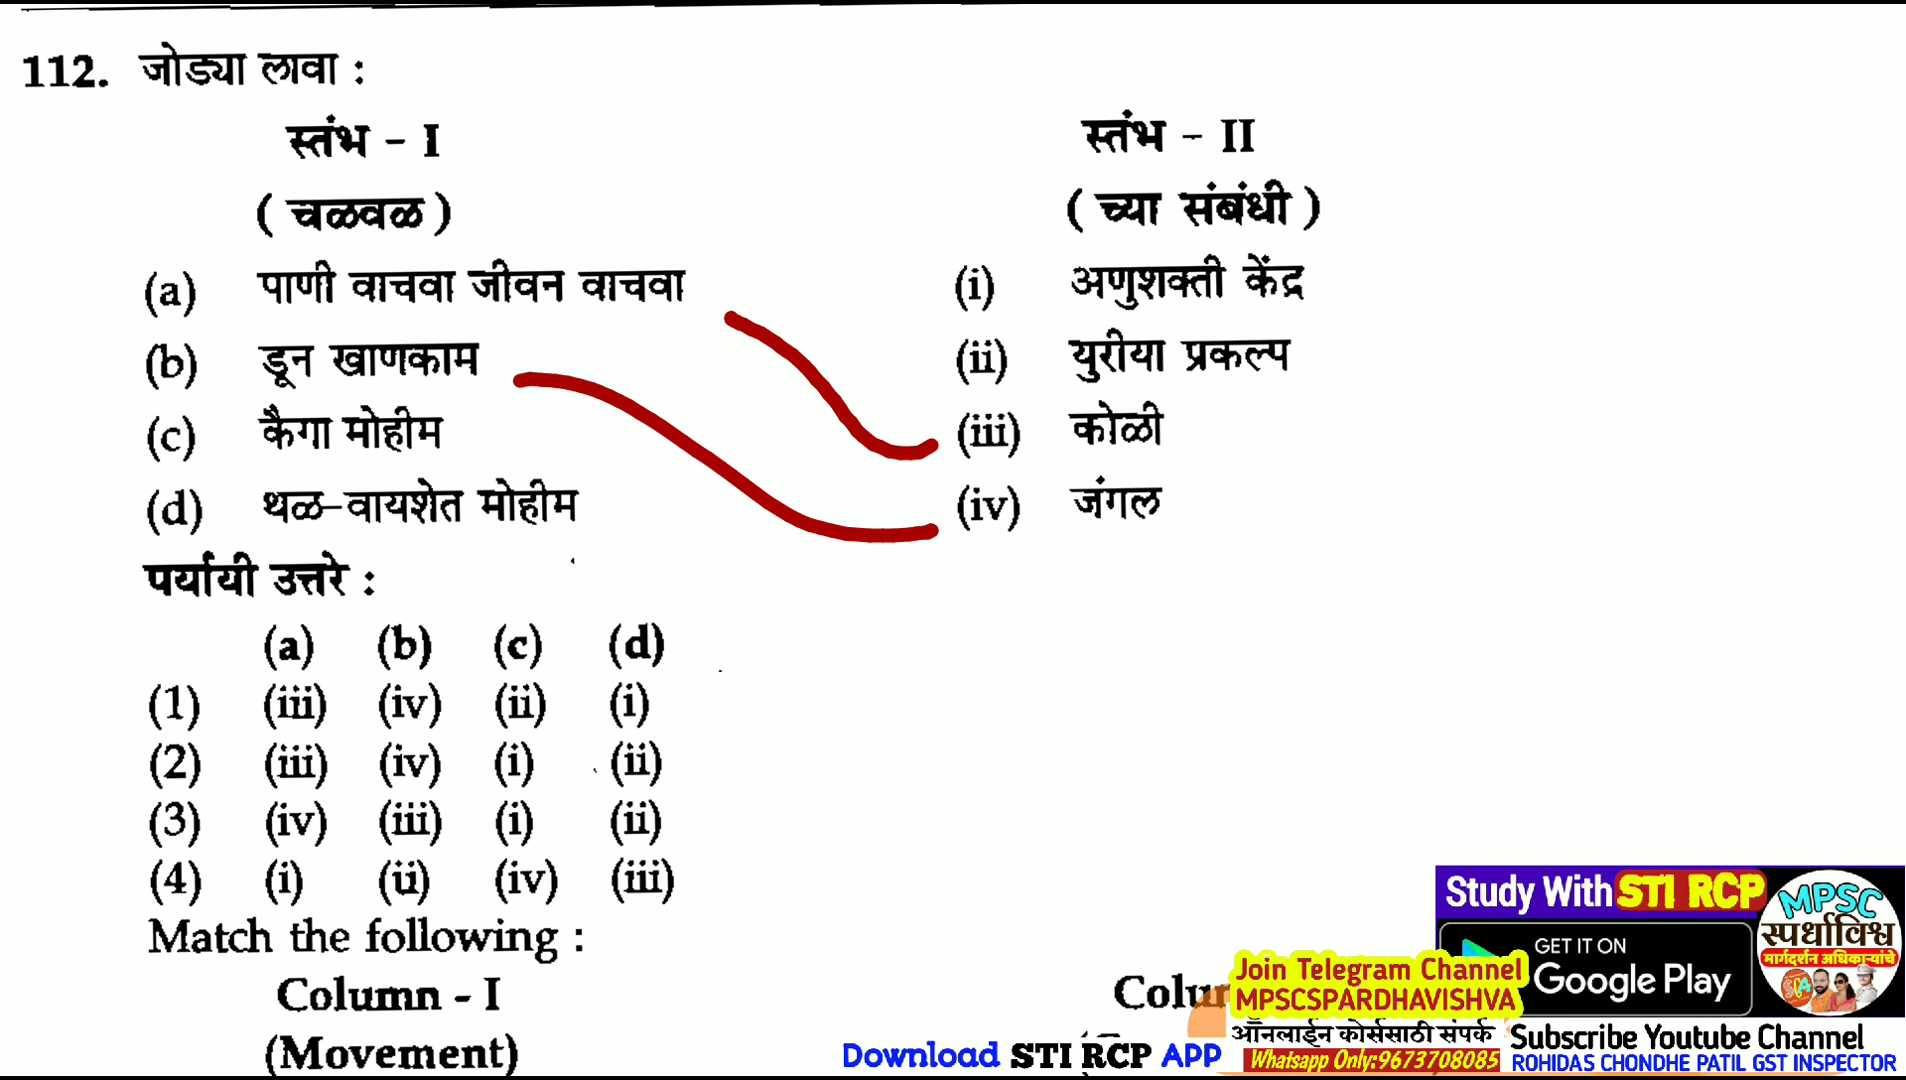 112. जोड्या लावा :
स्तंभ - I स्तंभ - II
( चळवळ ) ( च्या संबंधी )
(a) पाणी वाचवा जीवन वाचवा (i) अणुशक्ती केंद्र
(b) डून खाणकाम (ii) युरीया प्रकल्प
(c) कैगा मोहीम (iii) कोळी
(d) थळ-वायशेत मोहीम (iv) जंगल
पर्यायी उत्तरे :
(a) (b) (c) (d)
(1) (iii) (iv) (ii) (i)
(2) (iii) (iv) (i) (ii)
(3) (iv) (iii) (i) (ii)
(4) (i) (ii) (iv) (iii)
Match the following :
Column - I
(Movement)
Study With STI RCP
GET IT ON
Google Play
MPSC
स्पर्धाविश्व
मार्गदर्शन अधिकाऱ्यांचे
Join Telegram Channel
MPSCSPARDHAVISHVA
ऑनलाईन कोर्ससाठी संपर्क
Whatsapp Only:9673708085
Download STI RCP APP
Subscribe Youtube Channel
ROHIDAS CHONDHE PATIL GST INSPECTOR